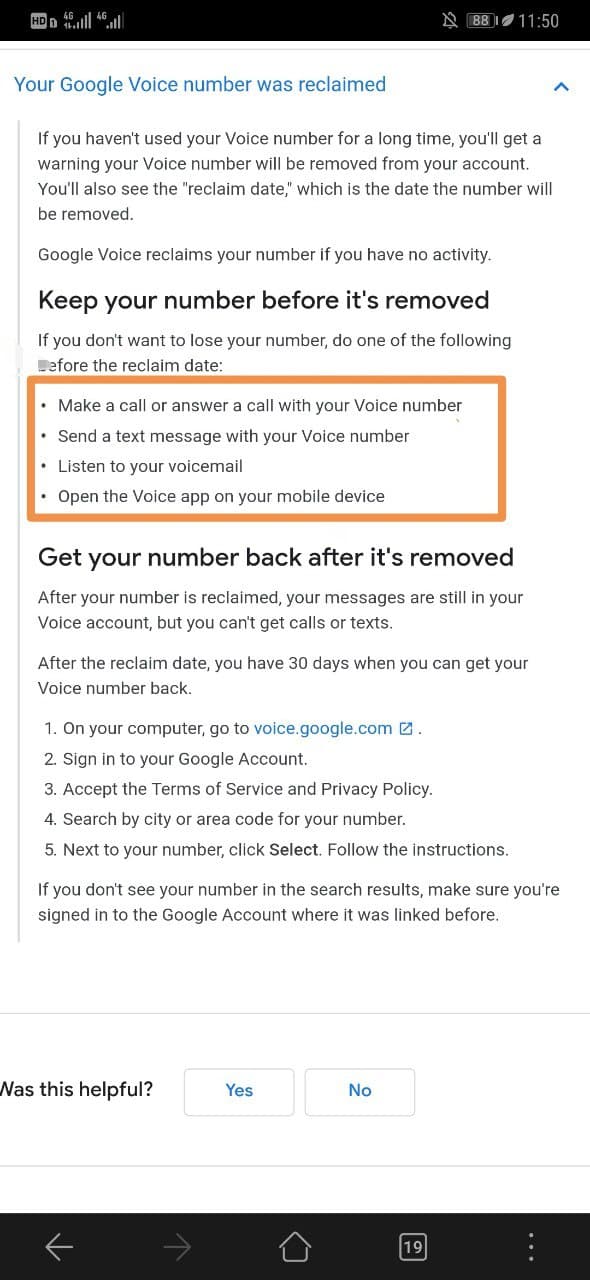 HD 4G 4G 88 11:50
Your Google Voice number was reclaimed
If you haven't used your Voice number for a long time, you'll get a
warning your Voice number will be removed from your account.
You'll also see the "reclaim date," which is the date the number will
be removed.
Google Voice reclaims your number if you have no activity.
Keep your number before it's removed
If you don't want to lose your number, do one of the following
efore the reclaim date:
• Make a call or answer a call with your Voice number
• Send a text message with your Voice number
• Listen to your voicemail
• Open the Voice app on your mobile device
Get your number back after it's removed
After your number is reclaimed, your messages are still in your
Voice account, but you can't get calls or texts.
After the reclaim date, you have 30 days when you can get your
Voice number back.
1. On your computer, go to voice.google.com .
2. Sign in to your Google Account.
3. Accept the Terms of Service and Privacy Policy.
4. Search by city or area code for your number.
5. Next to your number, click Select. Follow the instructions.
If you don't see your number in the search results, make sure you're
signed in to the Google Account where it was linked before.
Was this helpful? Yes No
19